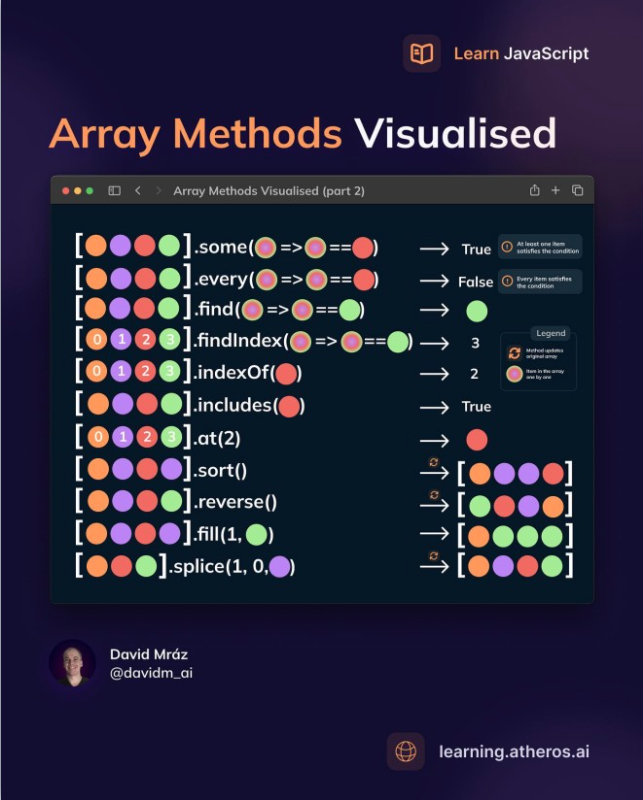 Learn JavaScript
Array Methods Visualised
Array Methods Visualised (part 2)
[ ].some( => == ) → True
At least one item
satisfies the condition
[ ].every( => == ) → False
Every item satisfies
the condition
[ ].find( => == ) →
[0 1 2 3].findIndex( => == ) → 3
Legend
Method updates
original array
Item in the array
one by one
[0 1 2 3].indexOf( ) → 2
[ ].includes( ) → True
[0 1 2 3].at(2) →
[ ].sort() → [ ]
[ ].reverse() → [ ]
[ ].fill(1, ) → [ ]
[ ].splice(1, 0, ) → [ ]
David Mráz
@davidm_ai
learning.atheros.ai